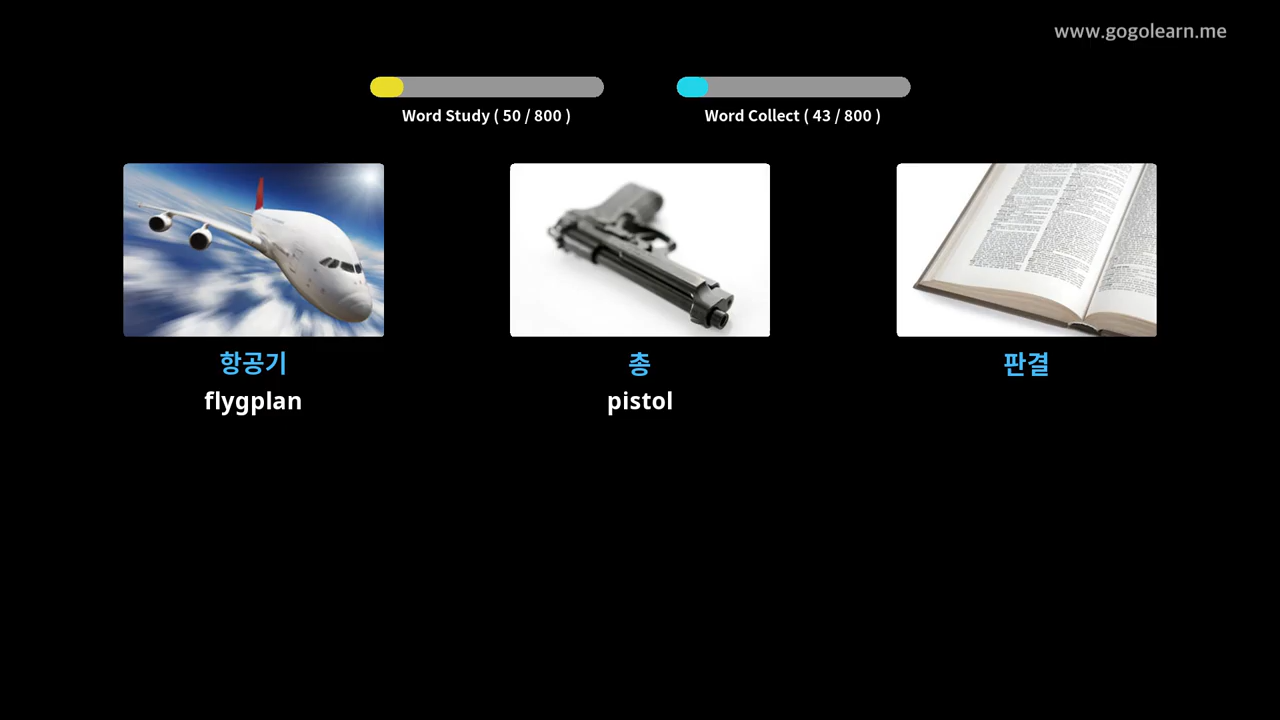 www.gogolearn.me
Word Study ( 50 / 800 )
Word Collect ( 43 / 800 )
항공기
총
판결
flygplan
pistol